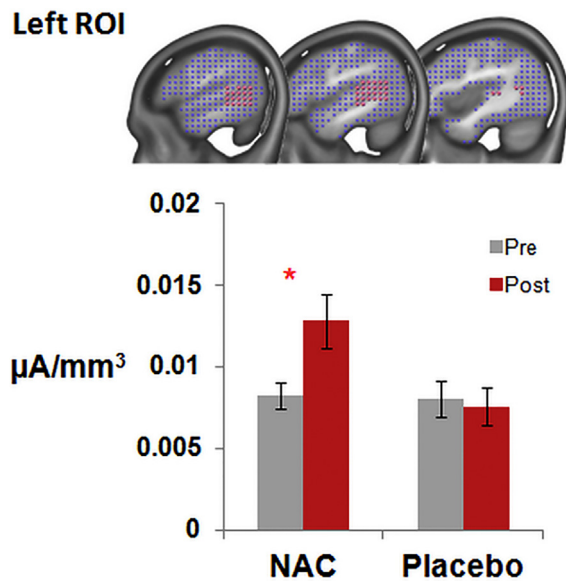 Left ROI
0.02
Pre
Post
0.015
*
µA/mm³
0.01
0.005
0
NAC Placebo